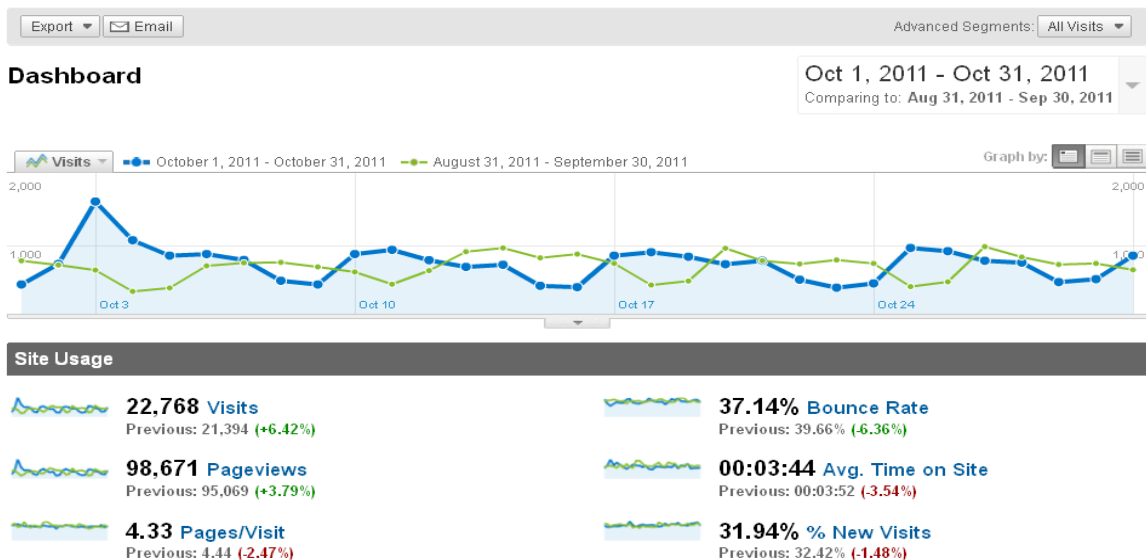 Export Email Advanced Segments: All Visits
Dashboard
Oct 1, 2011 - Oct 31, 2011
Comparing to: Aug 31, 2011 - Sep 30, 2011
Visits October 1, 2011 - October 31, 2011 August 31, 2011 - September 30, 2011 Graph by:
2,000 2,000
1,000 1,000
Oct 3 Oct 10 Oct 17 Oct 24
Site Usage
22,768 Visits
Previous: 21,394 (+6.42%)
37.14% Bounce Rate
Previous: 39.66% (-6.36%)
98,671 Pageviews
Previous: 95,069 (+3.79%)
00:03:44 Avg. Time on Site
Previous: 00:03:52 (-3.54%)
4.33 Pages/Visit
Previous: 4.44 (-2.47%)
31.94% % New Visits
Previous: 32.42% (-1.48%)